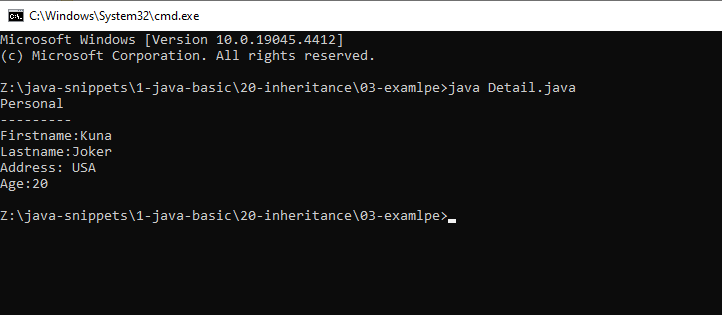 C:\Windows\System32\cmd.exe
Microsoft Windows [Version 10.0.19045.4412]
(c) Microsoft Corporation. All rights reserved.
Z:\java-snippets\1-java-basic\20-inheritance\03-examlpe>java Detail.java
Personal
---------
Firstname:Kuna
Lastname:Joker
Address: USA
Age:20
Z:\java-snippets\1-java-basic\20-inheritance\03-examlpe>